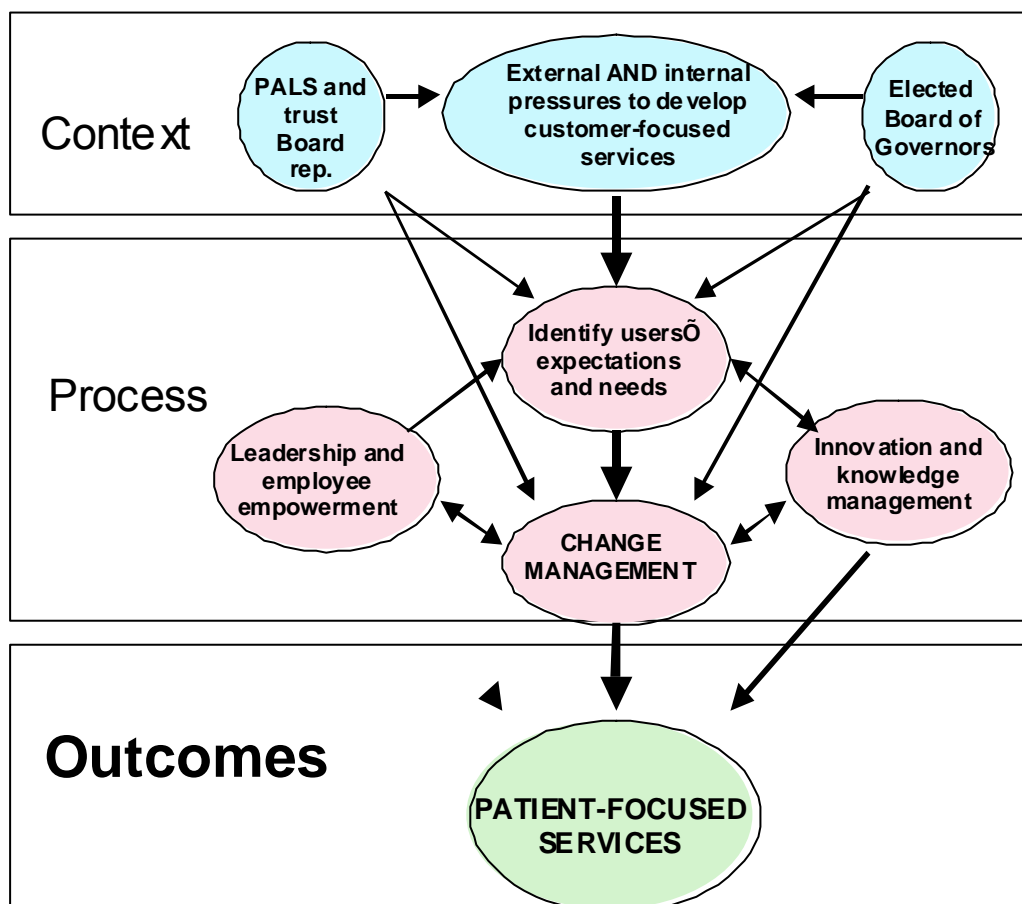 Context
PALS and
trust
Board
rep.
External AND internal
pressures to develop
customer-focused
services
Elected
Board of
Governors
Process
Identify usersÕ
expectations
and needs
Leadership and
employee
empowerment
Innovation and
knowledge
management
CHANGE
MANAGEMENT
Outcomes
PATIENT-FOCUSED
SERVICES